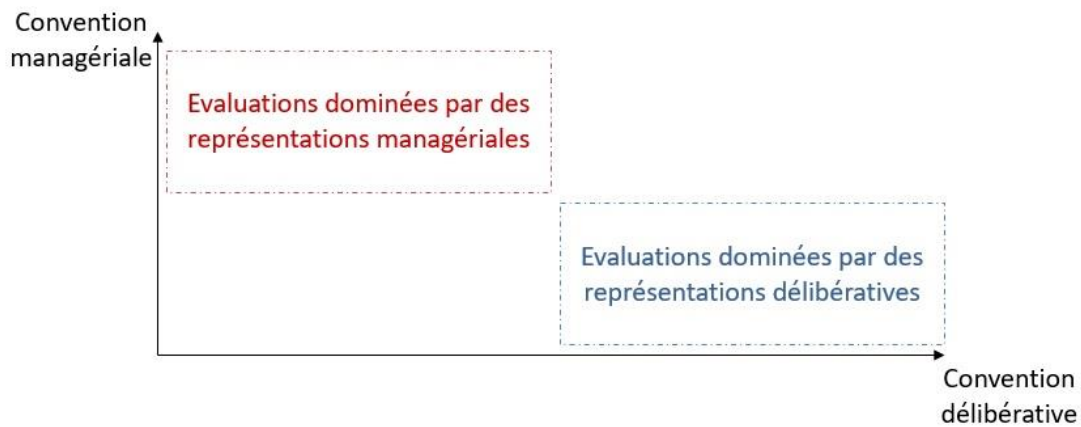 Convention
managériale
Evaluations dominées par des
représentations managériales
Evaluations dominées par des
représentations délibératives
Convention
délibérative